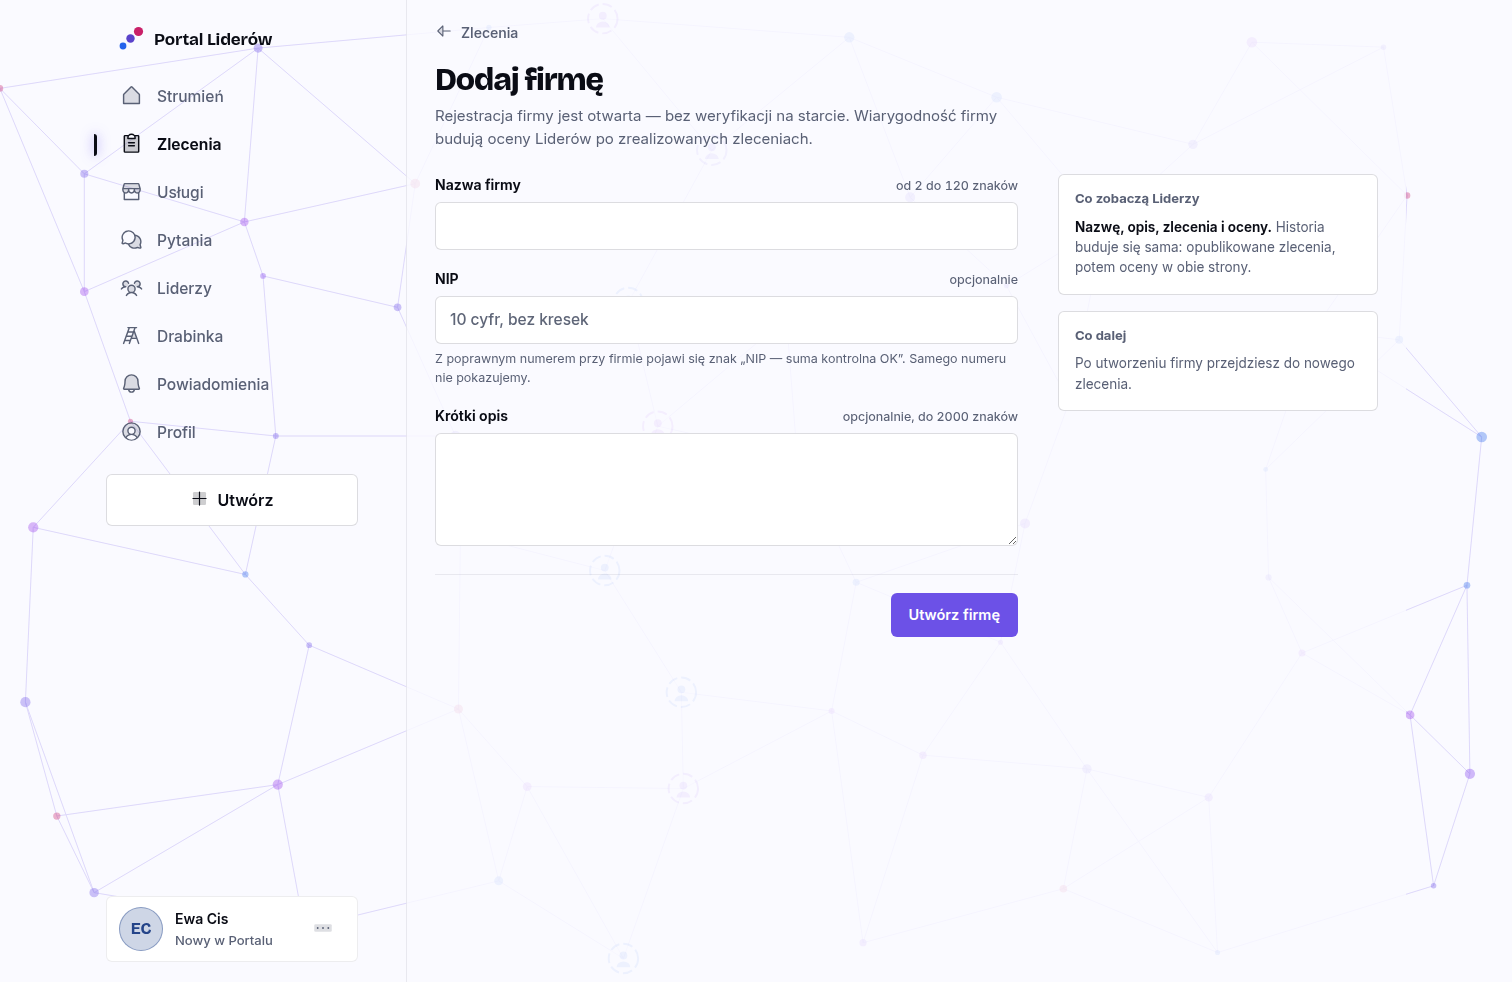 Portal Liderów
Strumień
Zlecenia
Usługi
Pytania
Liderzy
Drabinka
Powiadomienia
Profil
Utwórz
EC
Ewa Cis
Nowy w Portalu
Zlecenia
Dodaj firmę
Rejestracja firmy jest otwarta — bez weryfikacji na starcie. Wiarygodność firmy
budują oceny Liderów po zrealizowanych zleceniach.
Nazwa firmy
od 2 do 120 znaków
NIP
opcjonalnie
10 cyfr, bez kresek
Z poprawnym numerem przy firmie pojawi się znak „NIP — suma kontrolna OK”. Samego numeru
nie pokazujemy.
Krótki opis
opcjonalnie, do 2000 znaków
Utwórz firmę
Co zobaczą Liderzy
Nazwę, opis, zlecenia i oceny. Historia
buduje się sama: opublikowane zlecenia,
potem oceny w obie strony.
Co dalej
Po utworzeniu firmy przejdziesz do nowego
zlecenia.